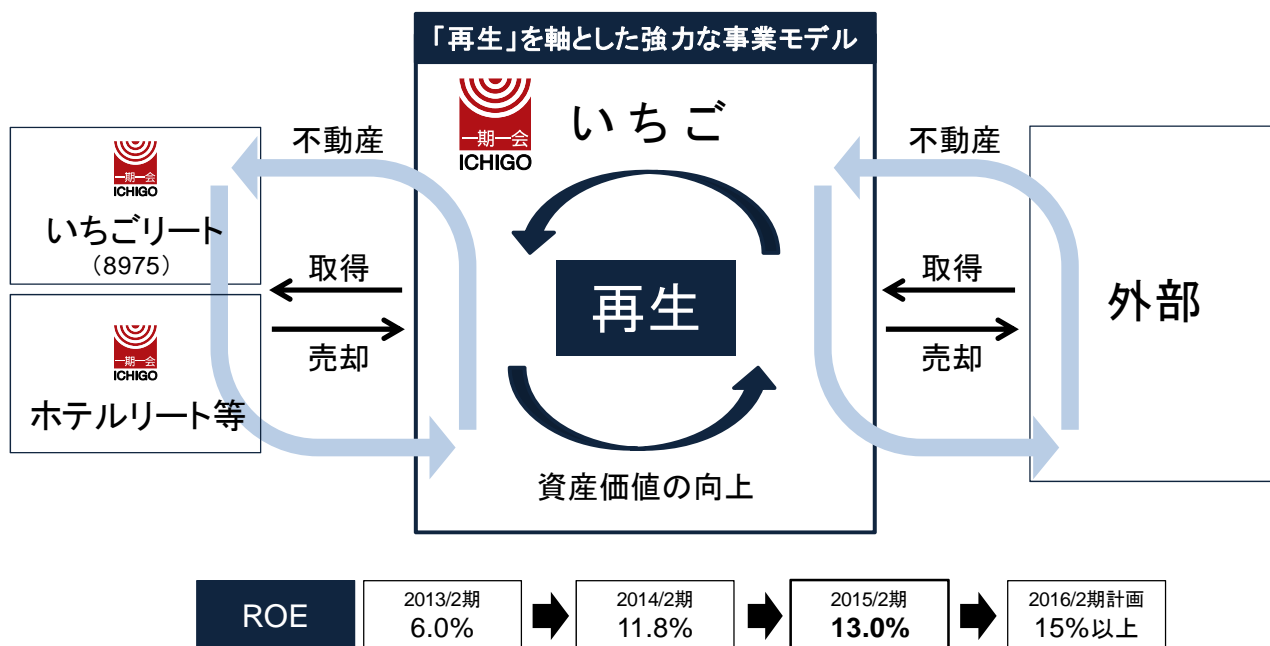 「再生」を軸とした強力な事業モデル
一期一会
ICHIGO
いちご
不動産
不動産
一期一会
ICHIGO
いちごリート
（8975）
取得
売却
一期一会
ICHIGO
ホテルリート等
再生
資産価値の向上
取得
売却
外部
ROE
2013/2期
6.0%
2014/2期
11.8%
2015/2期
13.0%
2016/2期計画
15%以上